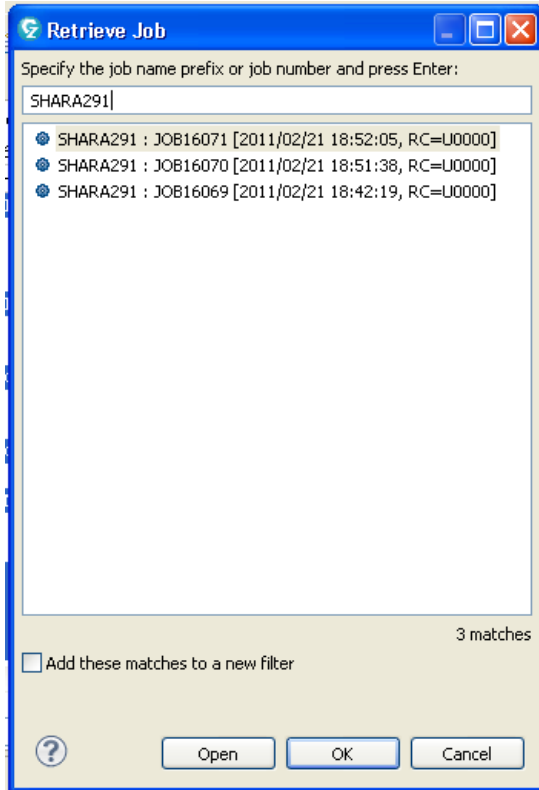 Retrieve Job
Specify the job name prefix or job number and press Enter:
SHARA291
SHARA291 : JOB16071 [2011/02/21 18:52:05, RC=U0000]
SHARA291 : JOB16070 [2011/02/21 18:51:38, RC=U0000]
SHARA291 : JOB16069 [2011/02/21 18:42:19, RC=U0000]
3 matches
Add these matches to a new filter
? Open OK Cancel